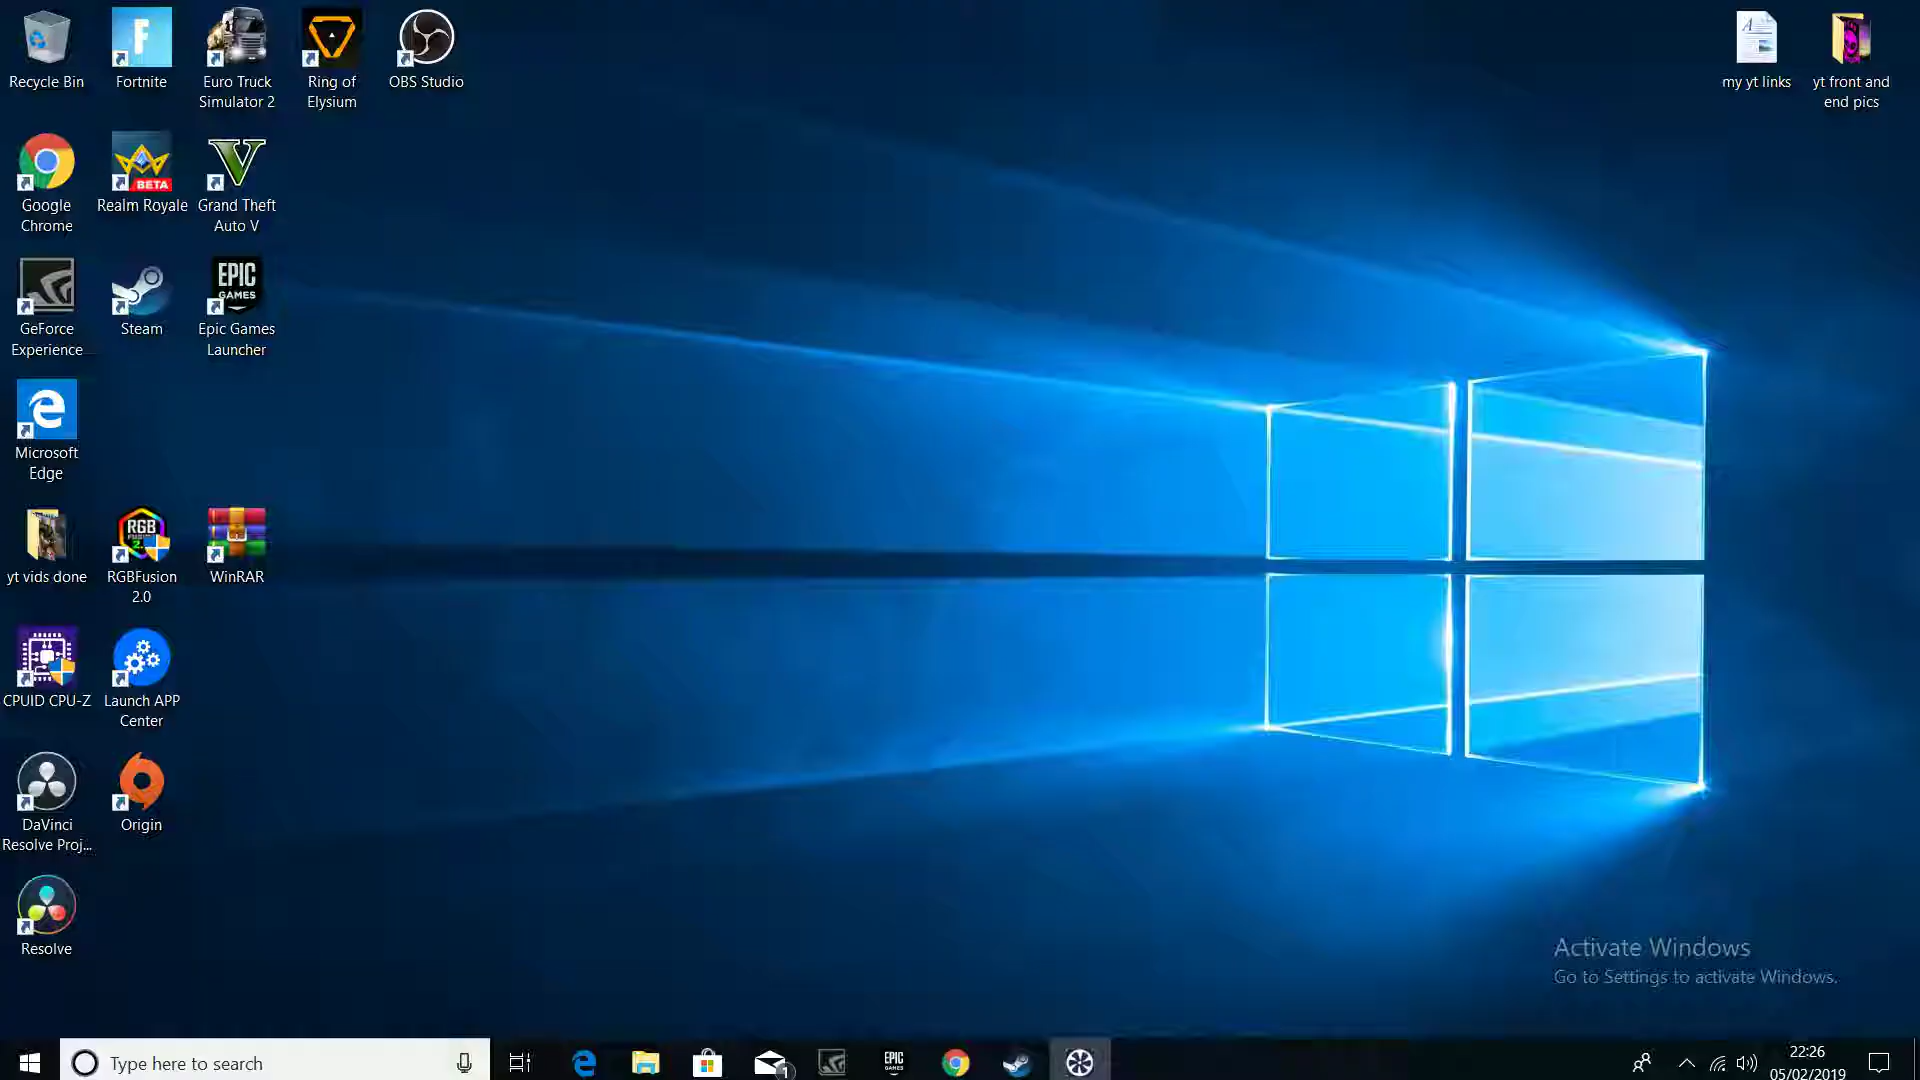 Recycle Bin
Fortnite
Euro Truck
Simulator 2
Ring of
Elysium
OBS Studio
my yt links
yt front and
end pics
Google
Chrome
BETA
Realm Royale
Grand Theft
Auto V
GeForce
Experience
Steam
EPIC
GAMES
Epic Games
Launcher
Microsoft
Edge
yt vids done
RGB
RGBFusion
2.0
WinRAR
CPUID CPU-Z
Launch APP
Center
DaVinci
Resolve Proj...
Origin
Resolve
Activate Windows
Go to Settings to activate Windows.
Type here to search
1
EPIC
GAMES
22:26
05/02/2019